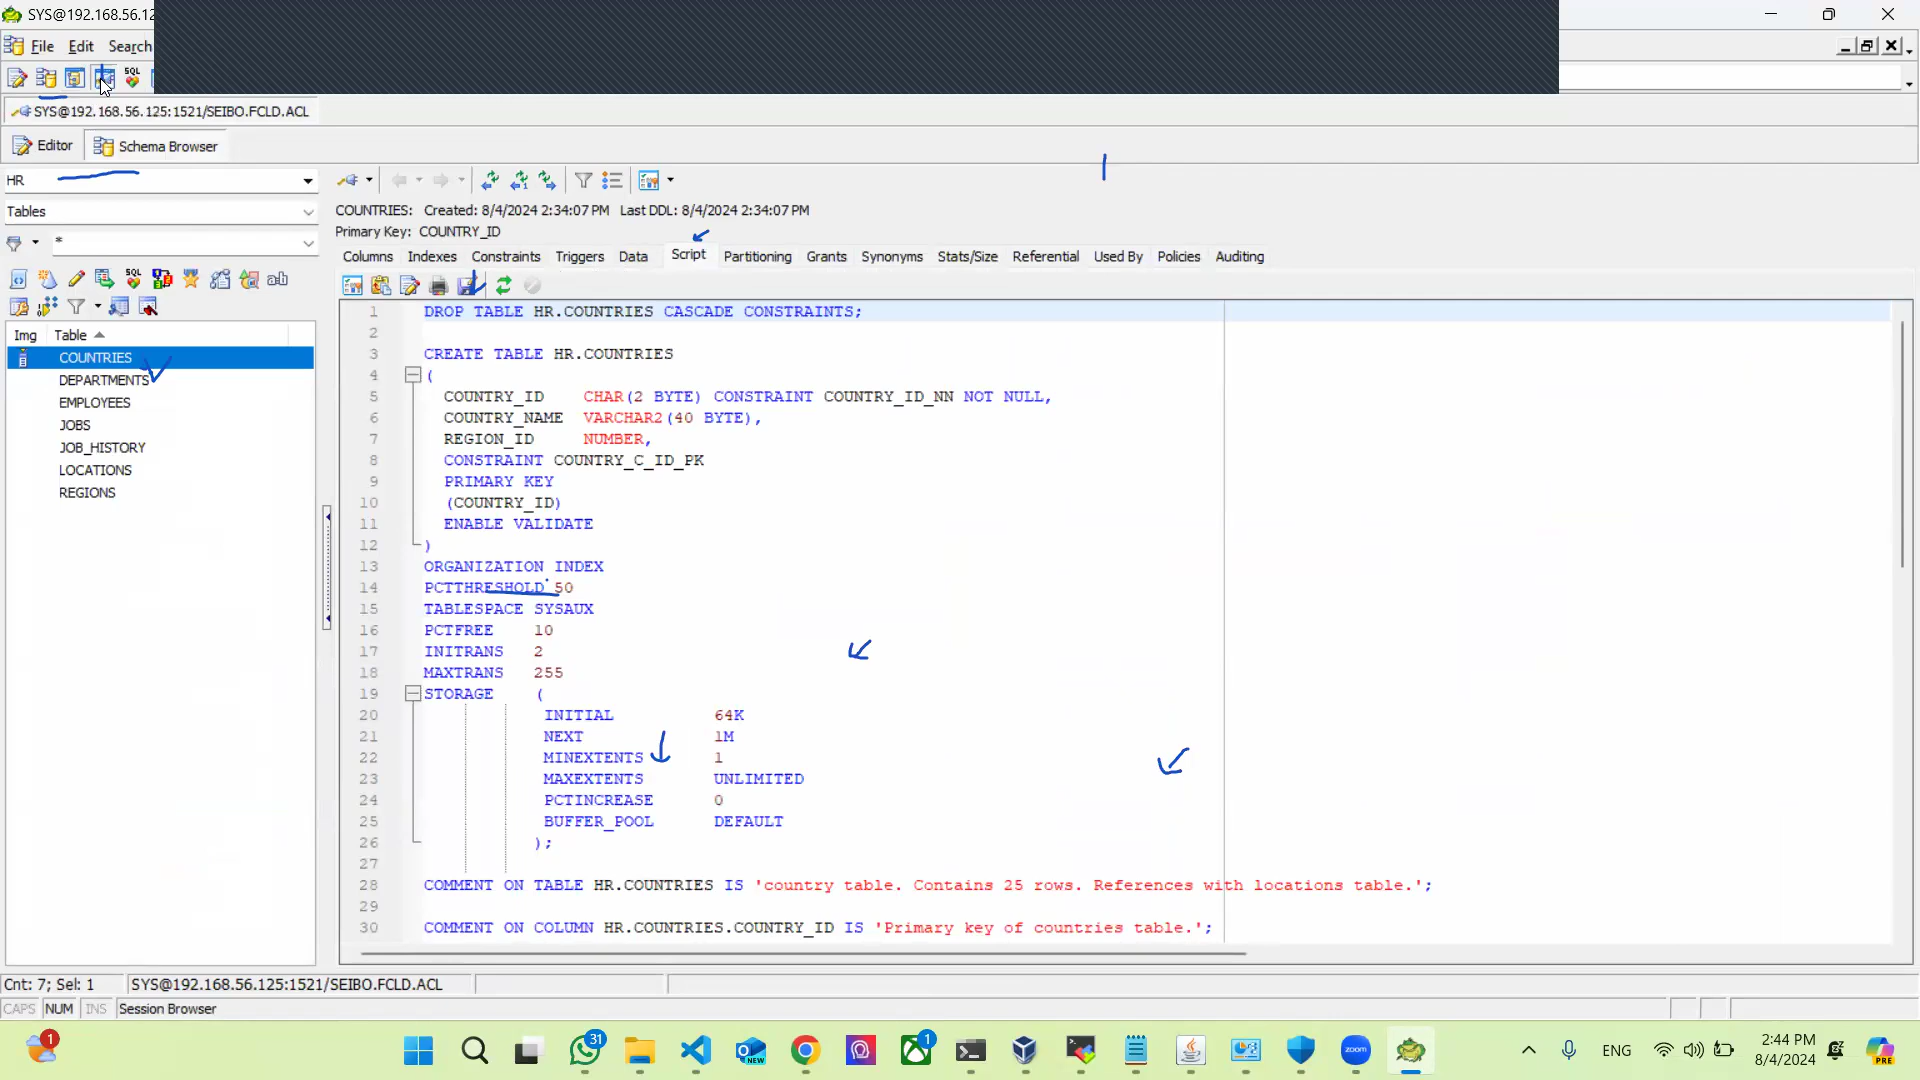 SYS@192.168.56.12
File Edit Search
SQL
SYS@192.168.56.125:1521/SEIBO.FCLD.ACL
Editor Schema Browser
HR
Tables
*
COUNTRIES: Created: 8/4/2024 2:34:07 PM Last DDL: 8/4/2024 2:34:07 PM
Primary Key: COUNTRY_ID
Columns Indexes Constraints Triggers Data Script Partitioning Grants Synonyms Stats/Size Referential Used By Policies Auditing
SQL ab
Img Table
COUNTRIES
DEPARTMENTS
EMPLOYEES
JOBS
JOB_HISTORY
LOCATIONS
REGIONS
1 DROP TABLE HR.COUNTRIES CASCADE CONSTRAINTS;
2
3 CREATE TABLE HR.COUNTRIES
4 (
5 COUNTRY_ID CHAR(2 BYTE) CONSTRAINT COUNTRY_ID_NN NOT NULL,
6 COUNTRY_NAME VARCHAR2(40 BYTE),
7 REGION_ID NUMBER,
8 CONSTRAINT COUNTRY_C_ID_PK
9 PRIMARY KEY
10 (COUNTRY_ID)
11 ENABLE VALIDATE
12 )
13 ORGANIZATION INDEX
14 PCTTHRESHOLD 50
15 TABLESPACE SYSAUX
16 PCTFREE 10
17 INITRANS 2
18 MAXTRANS 255
19 STORAGE (
20 INITIAL 64K
21 NEXT 1M
22 MINEXTENTS 1
23 MAXEXTENTS UNLIMITED
24 PCTINCREASE 0
25 BUFFER_POOL DEFAULT
26 );
27
28 COMMENT ON TABLE HR.COUNTRIES IS 'country table. Contains 25 rows. References with locations table.';
29
30 COMMENT ON COLUMN HR.COUNTRIES.COUNTRY_ID IS 'Primary key of countries table.';
Cnt: 7; Sel: 1 SYS@192.168.56.125:1521/SEIBO.FCLD.ACL
CAPS NUM INS Session Browser
1 31 NEW 1 zoom ENG 2:44 PM
8/4/2024 PRE